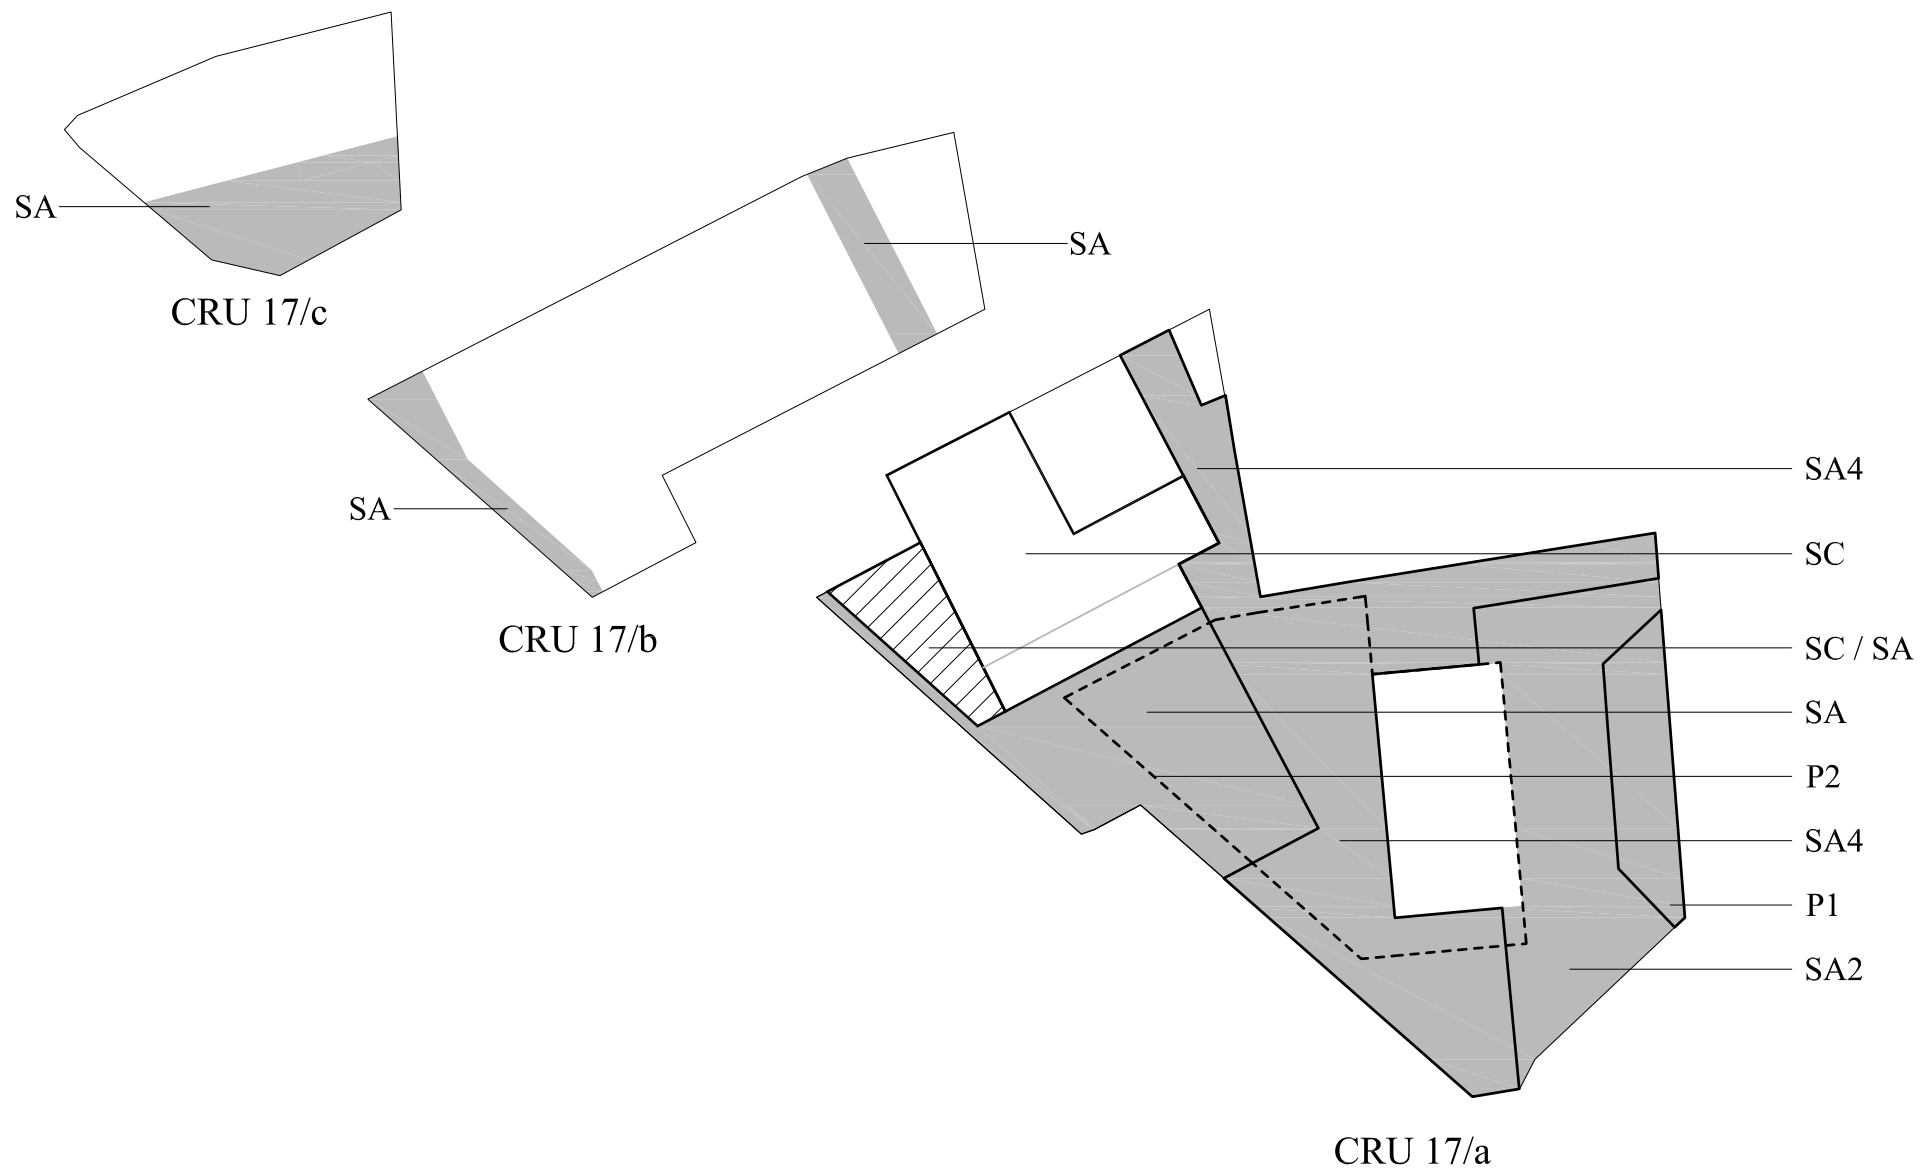 SA
CRU 17/c
SA
SA
CRU 17/b
SA4
SC
SC / SA
SA
P2
SA4
P1
SA2
CRU 17/a